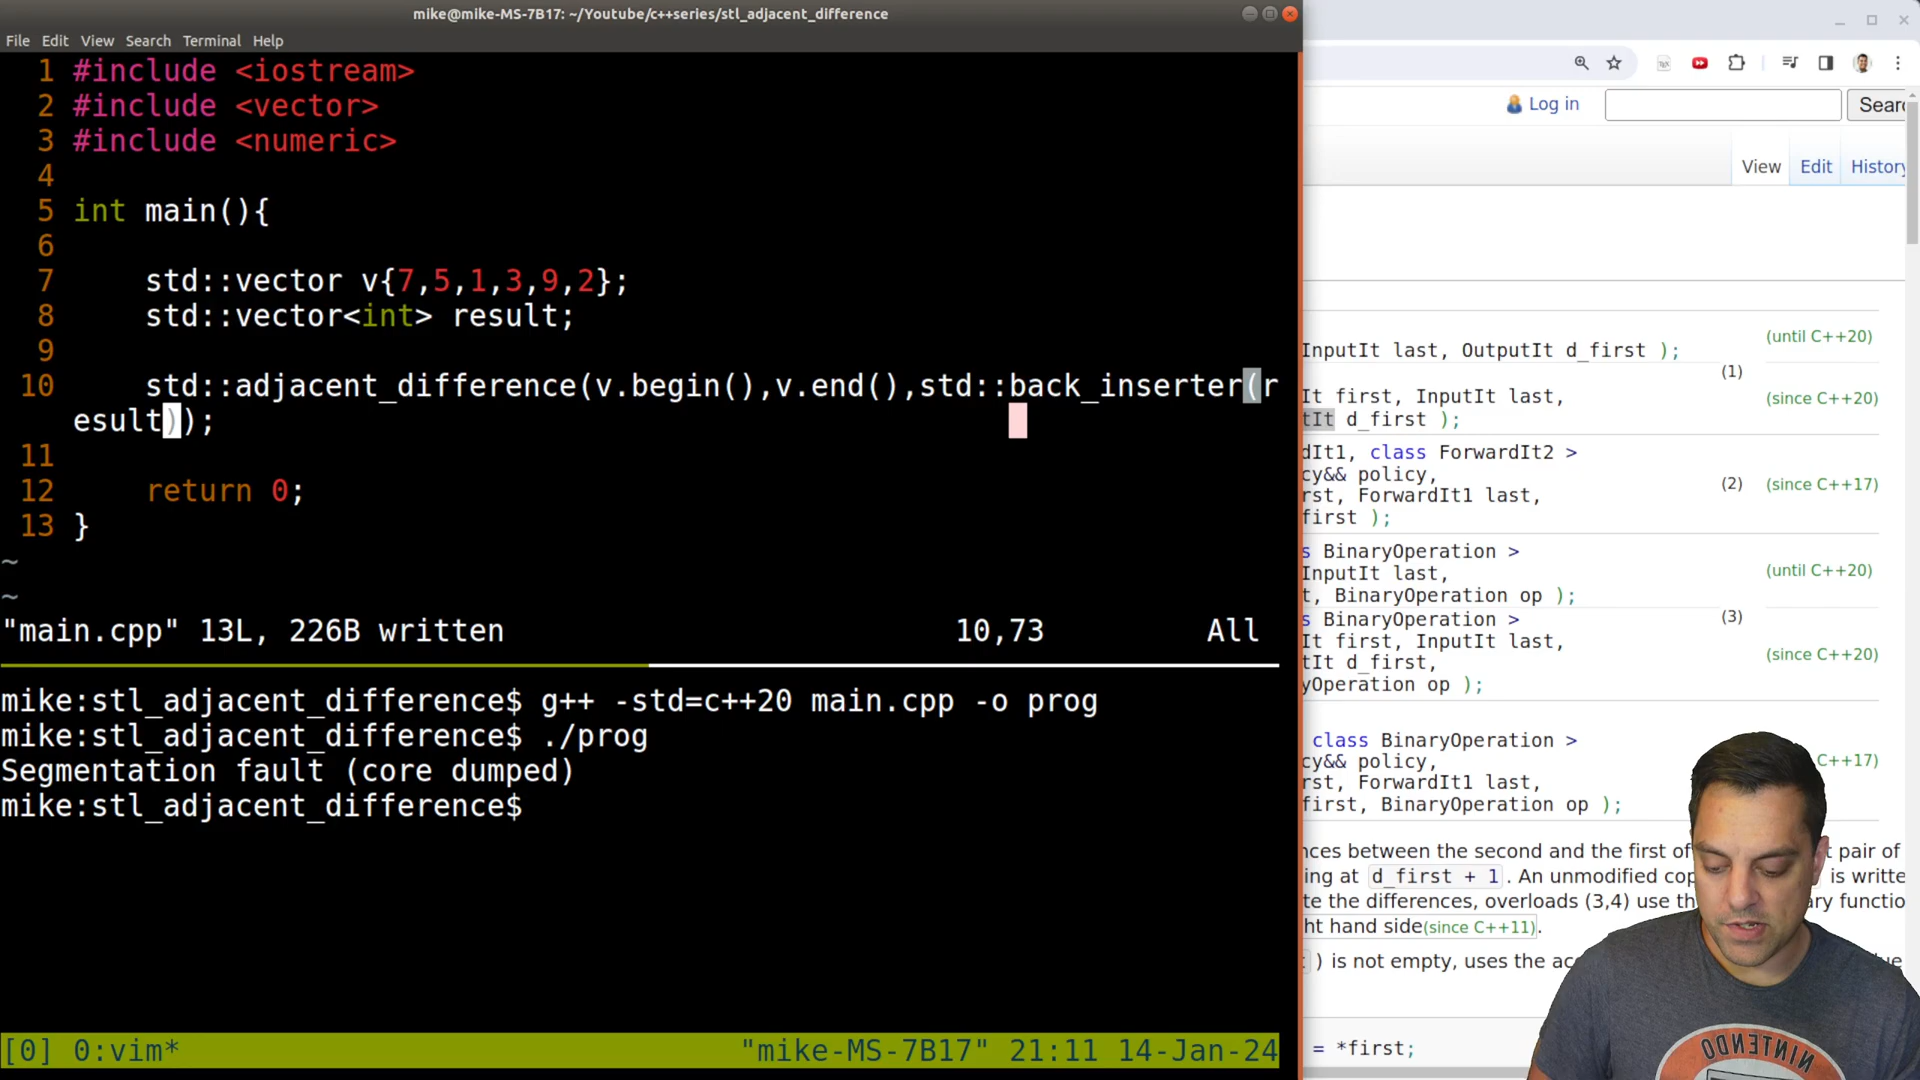 mike@mike-MS-7B17: ~/Youtube/c++series/stl_adjacent_difference
File Edit View Search Terminal Help
1 #include <iostream>
2 #include <vector>
3 #include <numeric>
4
5 int main(){
6
7 std::vector v{7,5,1,3,9,2};
8 std::vector<int> result;
9
10 std::adjacent_difference(v.begin(),v.end(),std::back_inserter(r
esult));
11
12 return 0;
13 }
~
~
"main.cpp" 13L, 226B written 10,73 All
mike:stl_adjacent_difference$ g++ -std=c++20 main.cpp -o prog
mike:stl_adjacent_difference$ ./prog
Segmentation fault (core dumped)
mike:stl_adjacent_difference$
[0] 0:vim* "mike-MS-7B17" 21:11 14-Jan-24
Log in
Sear
View Edit History
(until C++20)
InputIt last, OutputIt d_first );
(1)
It first, InputIt last, (since C++20)
tIt d_first );
dIt1, class ForwardIt2 >
cy&& policy,
(2) (since C++17)
rst, ForwardIt1 last,
first );
s BinaryOperation >
InputIt last, (until C++20)
t, BinaryOperation op );
s BinaryOperation >
(3)
It first, InputIt last,
tIt d_first, (since C++20)
yOperation op );
class BinaryOperation >
cy&& policy, C++17)
rst, ForwardIt1 last,
first, BinaryOperation op );
nces between the second and the first of t pair of
ing at d_first + 1 . An unmodified cop is writte
te the differences, overloads (3,4) use th ary functio
ht hand side(since C++11).
) is not empty, uses the ac ue
= *first;
NINTENDO